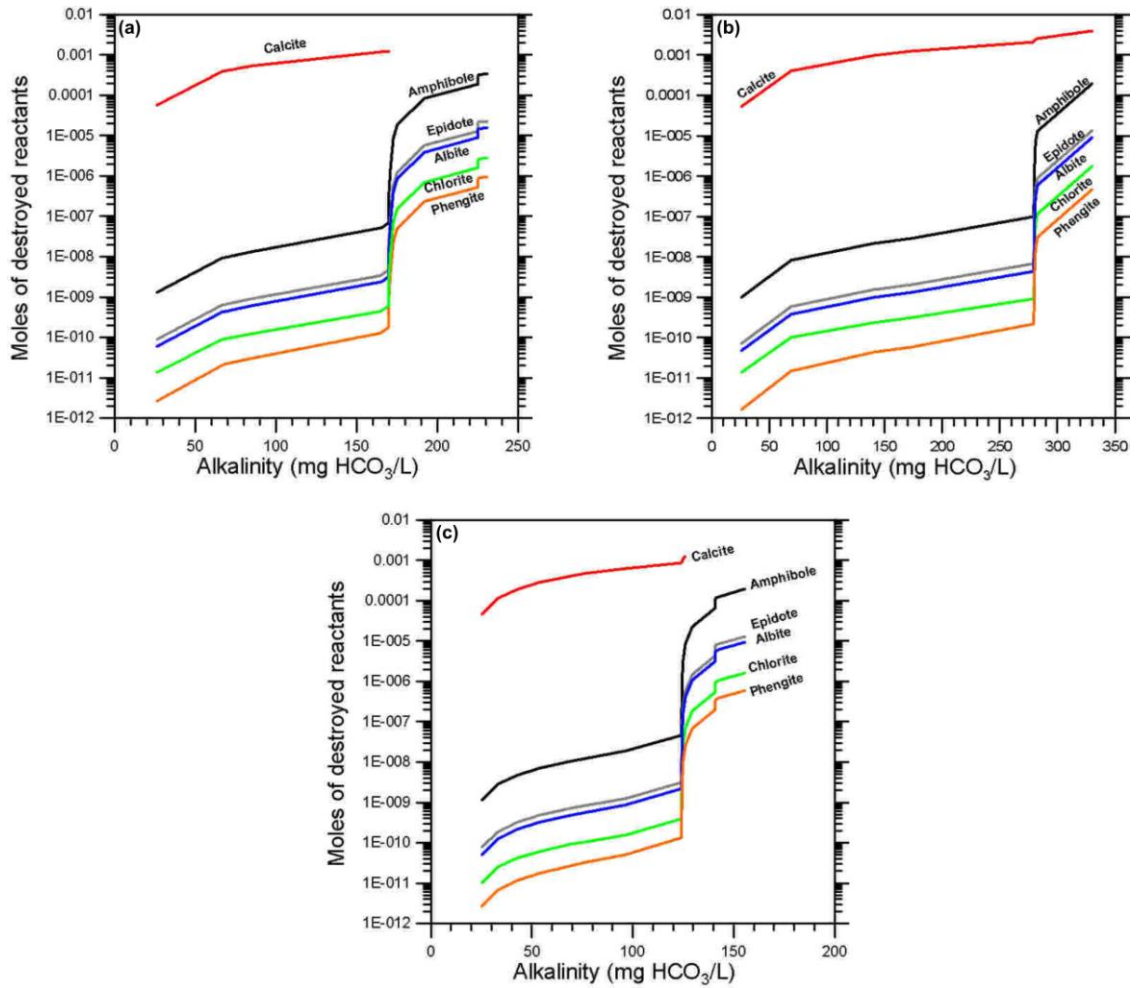 (a)
Moles of destroyed reactants
0.01
0.001
0.0001
1E-005
1E-006
1E-007
1E-008
1E-009
1E-010
1E-011
1E-012
Calcite
Amphibole
Epidote
Albite
Chlorite
Phengite
0 50 100 150 200 250
Alkalinity (mg HCO₃/L)
(b)
Moles of destroyed reactants
0.01
0.001
0.0001
1E-005
1E-006
1E-007
1E-008
1E-009
1E-010
1E-011
1E-012
Calcite
Amphibole
Epidote
Albite
Chlorite
Phengite
0 50 100 150 200 250 300 350
Alkalinity (mg HCO₃/L)
(c)
Moles of destroyed reactants
0.01
0.001
0.0001
1E-005
1E-006
1E-007
1E-008
1E-009
1E-010
1E-011
1E-012
Calcite
Amphibole
Epidote
Albite
Chlorite
Phengite
0 50 100 150 200
Alkalinity (mg HCO₃/L)